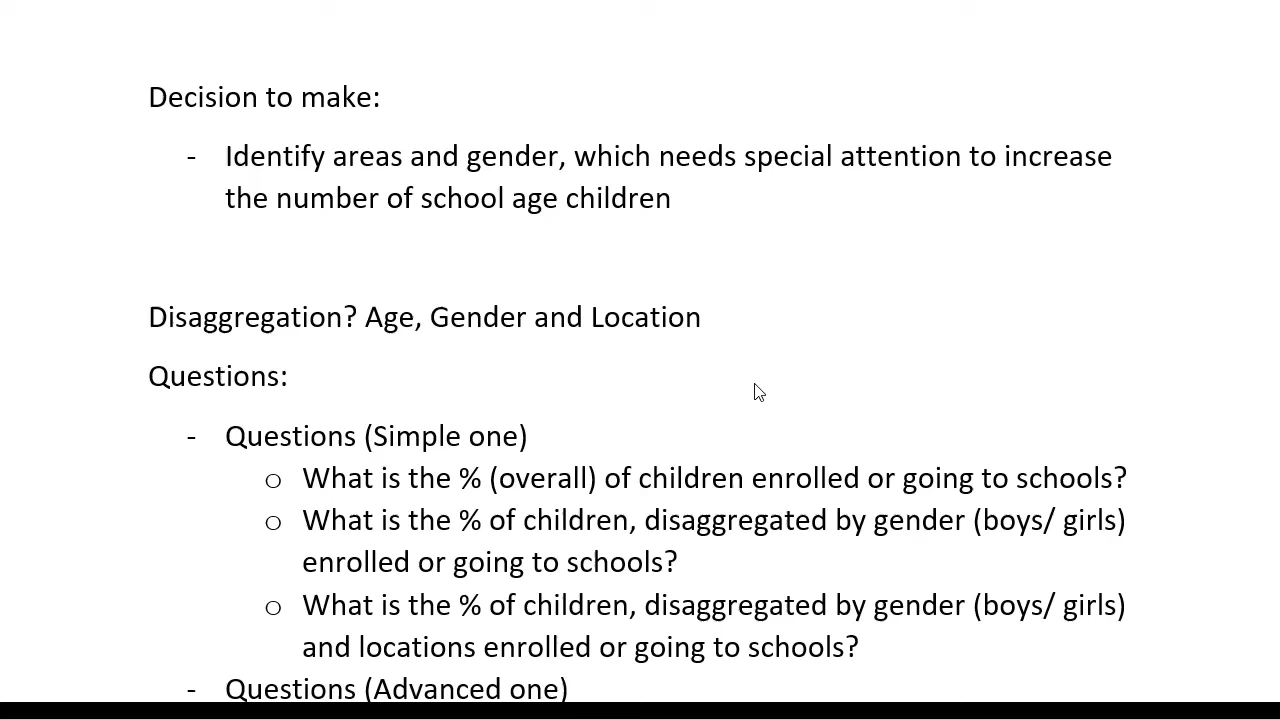 Decision to make:
- Identify areas and gender, which needs special attention to increase
the number of school age children
Disaggregation? Age, Gender and Location
Questions:
- Questions (Simple one)
o What is the % (overall) of children enrolled or going to schools?
o What is the % of children, disaggregated by gender (boys/ girls)
enrolled or going to schools?
o What is the % of children, disaggregated by gender (boys/ girls)
and locations enrolled or going to schools?
- Questions (Advanced one)